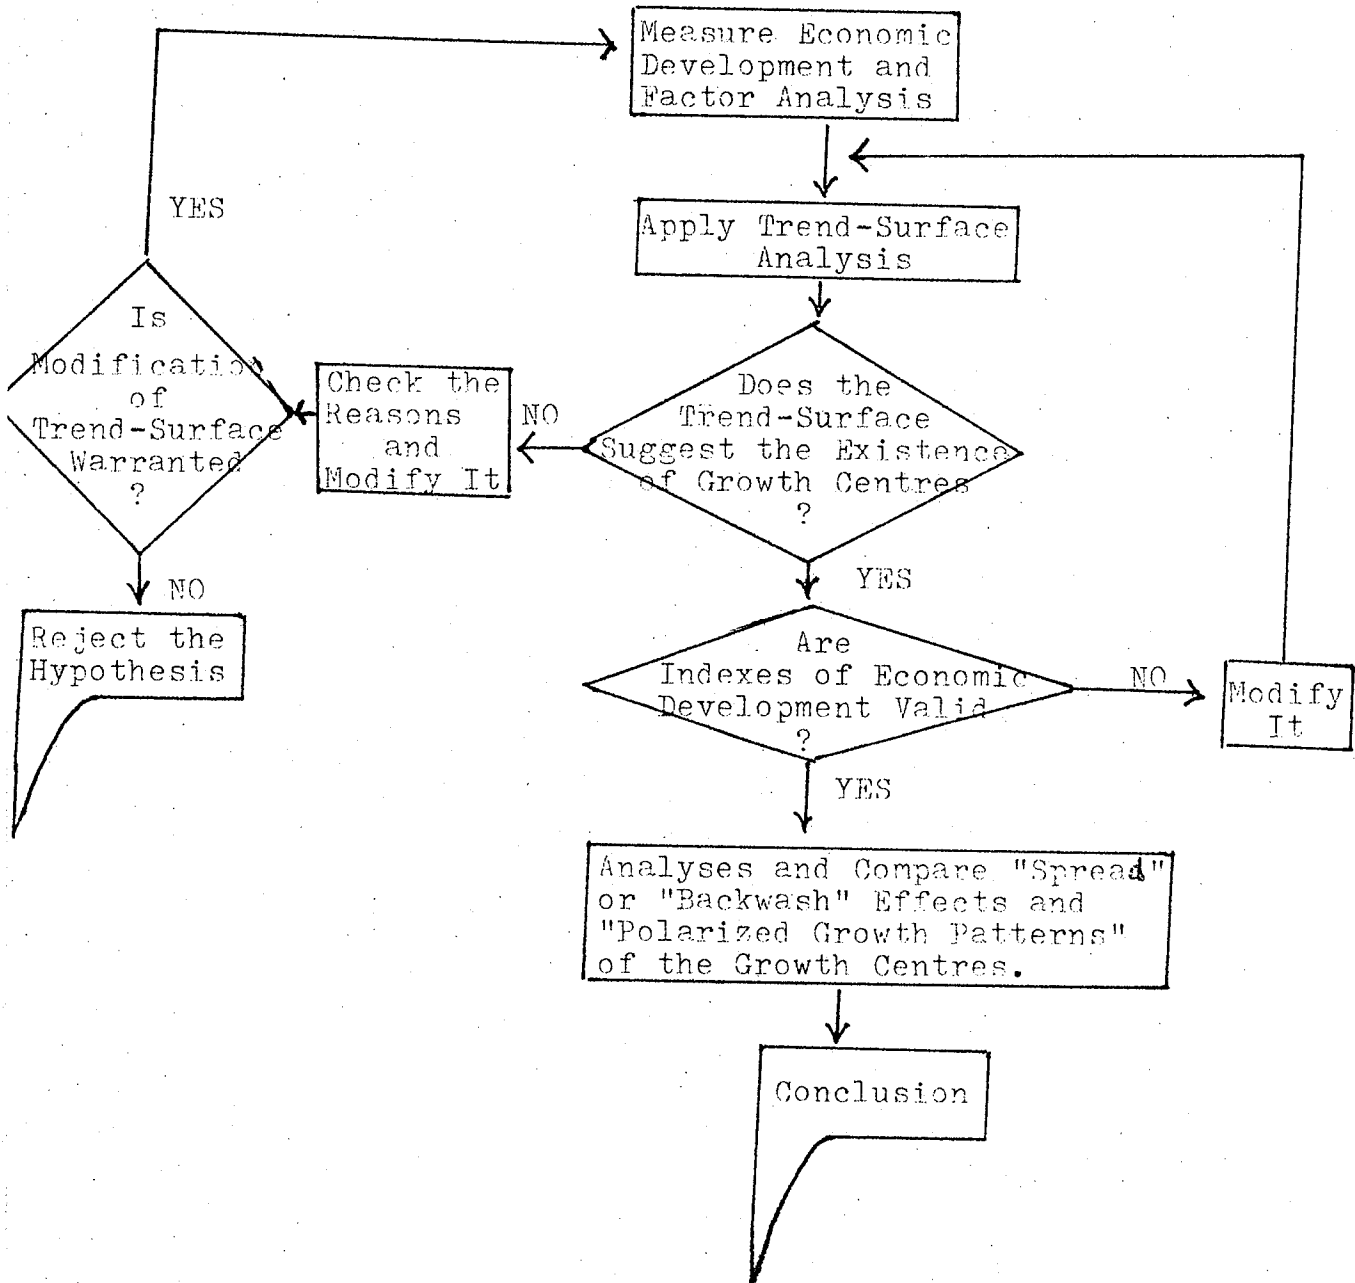 Measure Economic
Development and
Factor Analysis
YES
Apply Trend-Surface
Analysis
Is
Modification
of
Trend-Surface
Warranted
?
Check the
Reasons
and
Modify It
NO
Does the
Trend-Surface
Suggest the Existence
of Growth Centres
?
YES
NO
Reject the
Hypothesis
Are
Indexes of Economic
Development Valid
?
NO
Modify
It
YES
Analyses and Compare "Spread"
or "Backwash" Effects and
"Polarized Growth Patterns"
of the Growth Centres.
Conclusion